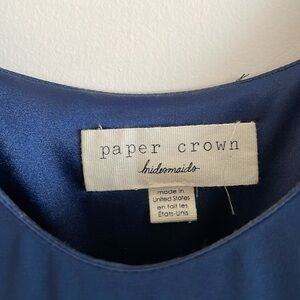 paper crown
bridesmaids
made in
United States
en fait les
États-Unis